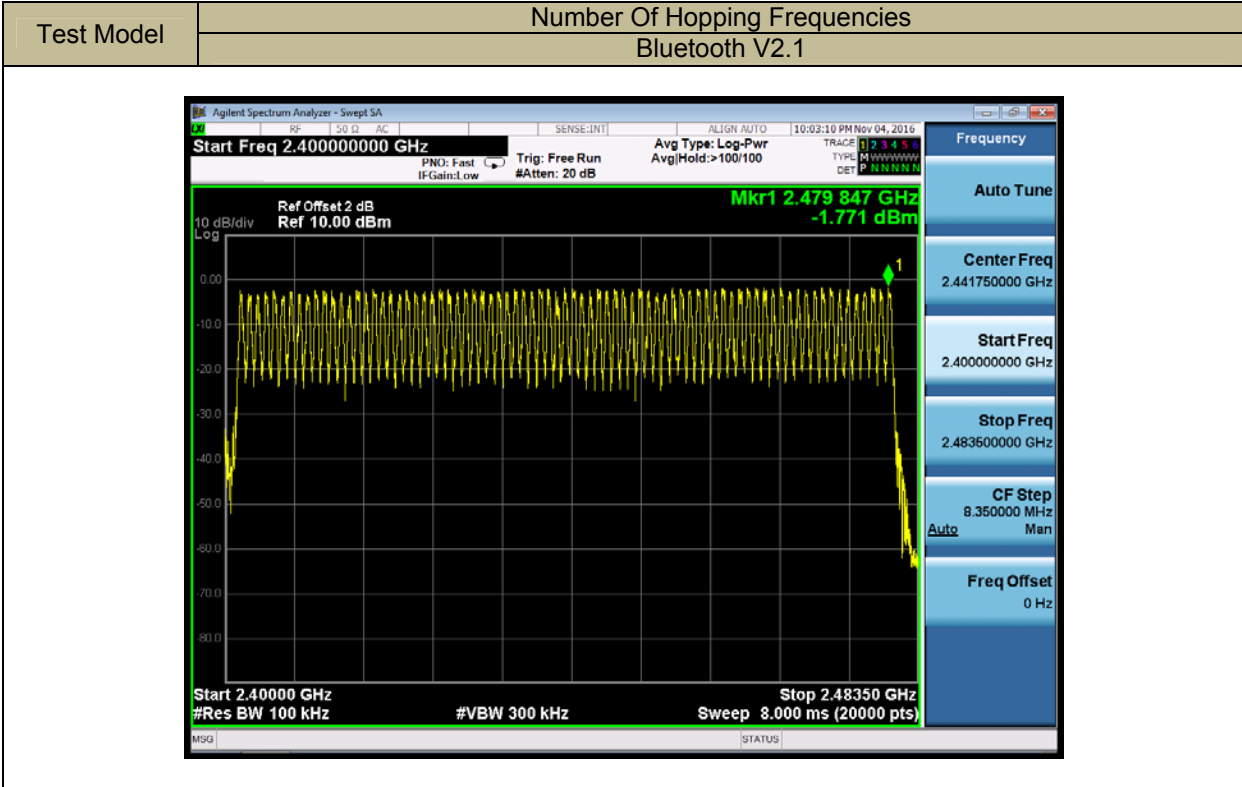 Test Model
Number Of Hopping Frequencies
Bluetooth V2.1
Agilent Spectrum Analyzer - Swept SA
RF 50 Ω AC SENSE:INT ALIGN AUTO 10:03:10 PM Nov 04, 2016
Start Freq 2.400000000 GHz
PNO: Fast
IFGain:Low
Trig: Free Run
#Atten: 20 dB
Avg Type: Log-Pwr
Avg|Hold:>100/100
TRACE 1 2 3 4 5 6
TYPE M WWWWW
DET P N N N N N
Mkr1 2.479 847 GHz
-1.771 dBm
Ref Offset 2 dB
10 dB/div Ref 10.00 dBm
Log
1
0.00
-10.0
-20.0
-30.0
-40.0
-50.0
-60.0
-70.0
-80.0
Start 2.40000 GHz Stop 2.48350 GHz
#Res BW 100 kHz #VBW 300 kHz Sweep 8.000 ms (20000 pts)
MSG STATUS
Frequency
Auto Tune
Center Freq
2.441750000 GHz
Start Freq
2.400000000 GHz
Stop Freq
2.483500000 GHz
CF Step
8.350000 MHz
Auto Man
Freq Offset
0 Hz